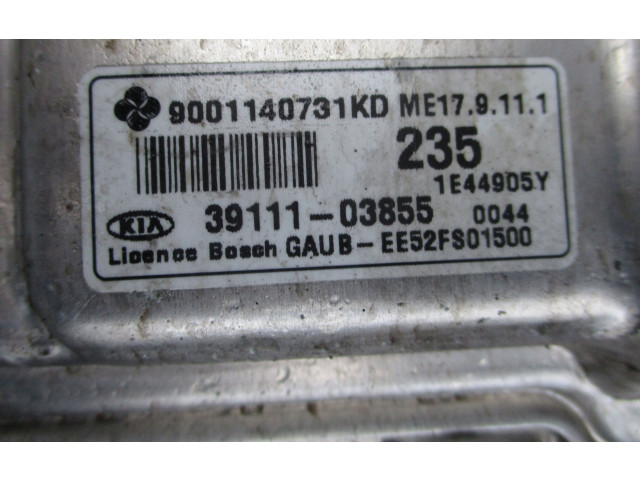 9001140731KD ME17.9.11.1
235
1E44905Y
KIA 39111-03855 0044
Licence Bosch GAUB-EE52FS01500